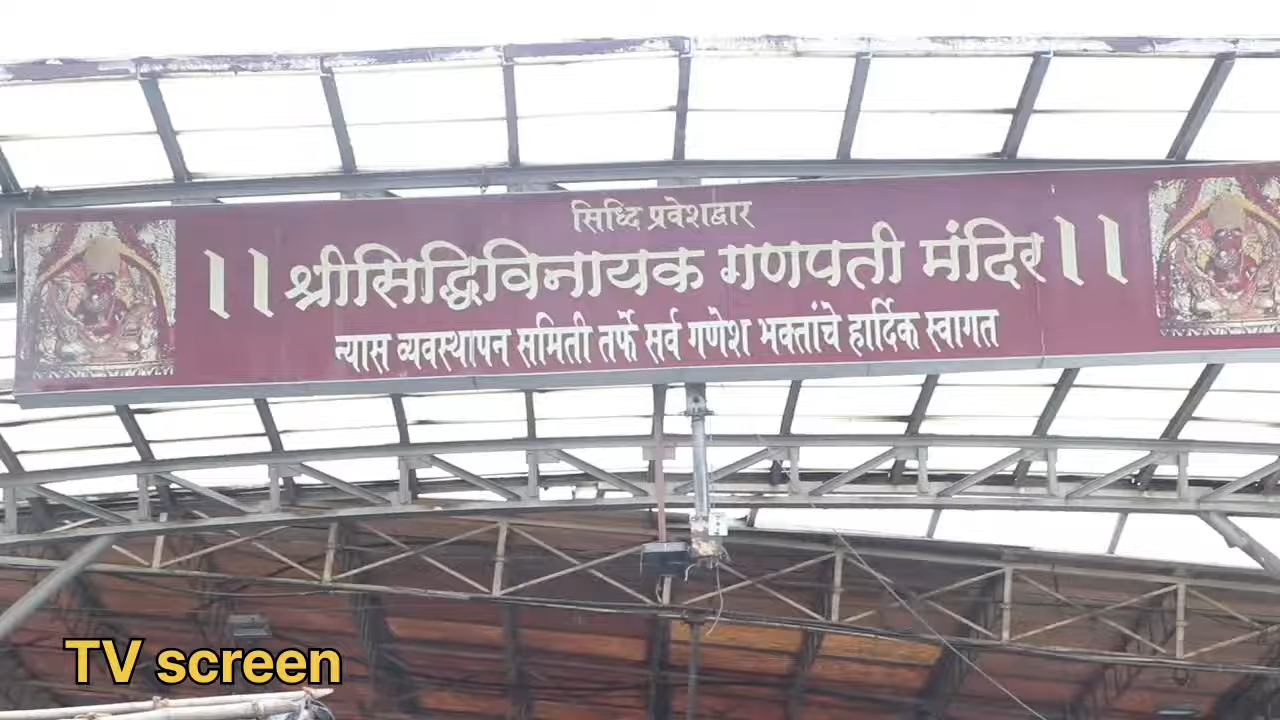 सिध्दि प्रवेशद्वार
।। श्रीसिद्धिविनायक गणपती मंदिर ।।
न्यास व्यवस्थापन समिती तर्फे सर्व गणेश भक्तांचे हार्दिक स्वागत
TV screen